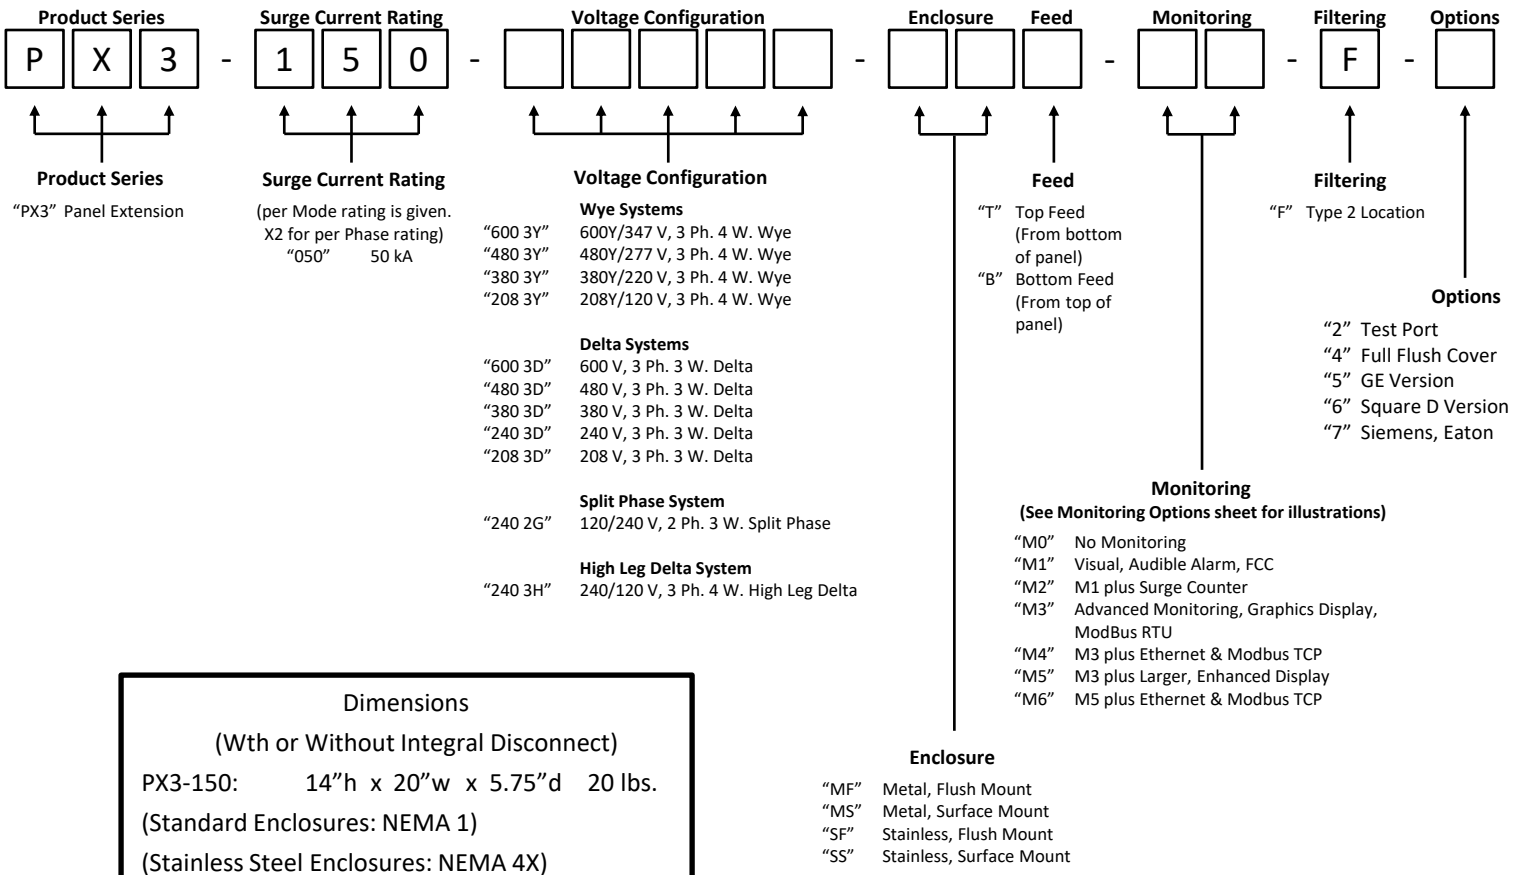 Product Series
Surge Current Rating
Voltage Configuration
Enclosure
Feed
Monitoring
Filtering
Options
P X 3 - 1 5 0 - - - - F -
Product Series
“PX3” Panel Extension
Surge Current Rating
(per Mode rating is given.
X2 for per Phase rating)
“050” 50 kA
Voltage Configuration
Wye Systems
“600 3Y” 600Y/347 V, 3 Ph. 4 W. Wye
“480 3Y” 480Y/277 V, 3 Ph. 4 W. Wye
“380 3Y” 380Y/220 V, 3 Ph. 4 W. Wye
“208 3Y” 208Y/120 V, 3 Ph. 4 W. Wye
Delta Systems
“600 3D” 600 V, 3 Ph. 3 W. Delta
“480 3D” 480 V, 3 Ph. 3 W. Delta
“380 3D” 380 V, 3 Ph. 3 W. Delta
“240 3D” 240 V, 3 Ph. 3 W. Delta
“208 3D” 208 V, 3 Ph. 3 W. Delta
Split Phase System
“240 2G” 120/240 V, 2 Ph. 3 W. Split Phase
High Leg Delta System
“240 3H” 240/120 V, 3 Ph. 4 W. High Leg Delta
Feed
“T” Top Feed
(From bottom
of panel)
“B” Bottom Feed
(From top of
panel)
Filtering
“F” Type 2 Location
Options
“2” Test Port
“4” Full Flush Cover
“5” GE Version
“6” Square D Version
“7” Siemens, Eaton
Monitoring
(See Monitoring Options sheet for illustrations)
“M0” No Monitoring
“M1” Visual, Audible Alarm, FCC
“M2” M1 plus Surge Counter
“M3” Advanced Monitoring, Graphics Display,
ModBus RTU
“M4” M3 plus Ethernet & Modbus TCP
“M5” M3 plus Larger, Enhanced Display
“M6” M5 plus Ethernet & Modbus TCP
Enclosure
“MF” Metal, Flush Mount
“MS” Metal, Surface Mount
“SF” Stainless, Flush Mount
“SS” Stainless, Surface Mount
Dimensions
(Wth or Without Integral Disconnect)
PX3-150: 14”h x 20”w x 5.75”d 20 lbs.
(Standard Enclosures: NEMA 1)
(Stainless Steel Enclosures: NEMA 4X)